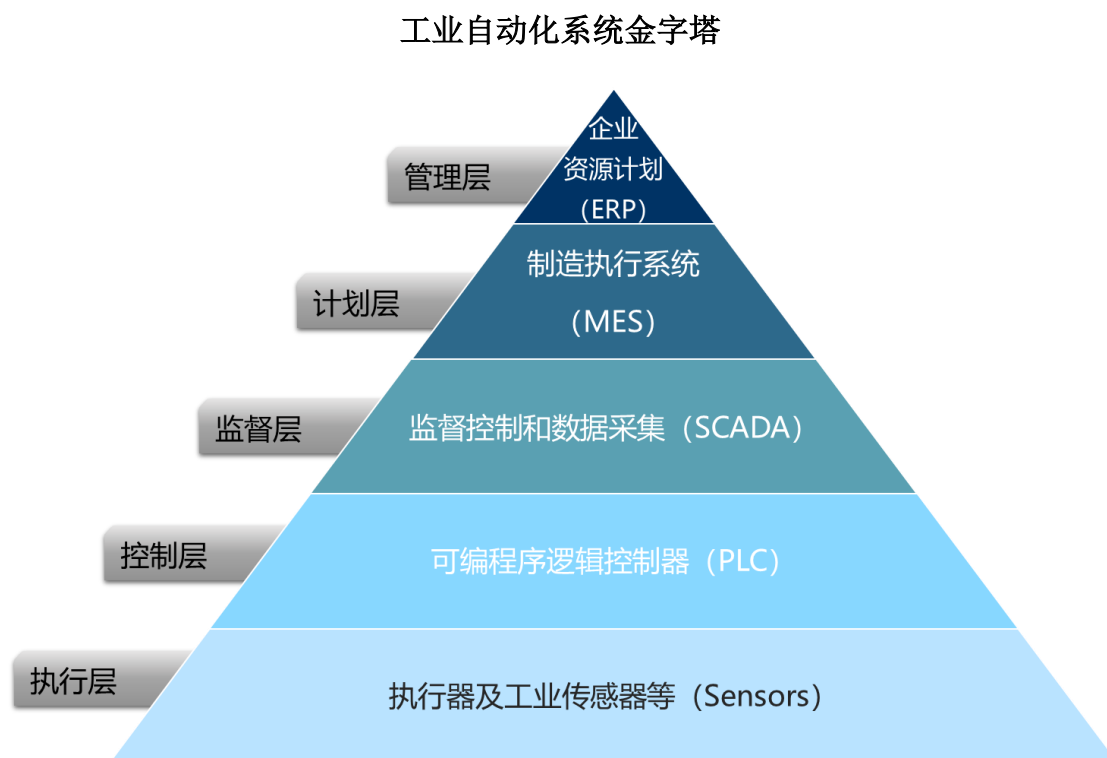 工业自动化系统金字塔
管理层
企业
资源计划
（ERP）
计划层
制造执行系统
（MES）
监督层
监督控制和数据采集（SCADA）
控制层
可编程序逻辑控制器（PLC）
执行层
执行器及工业传感器等（Sensors）